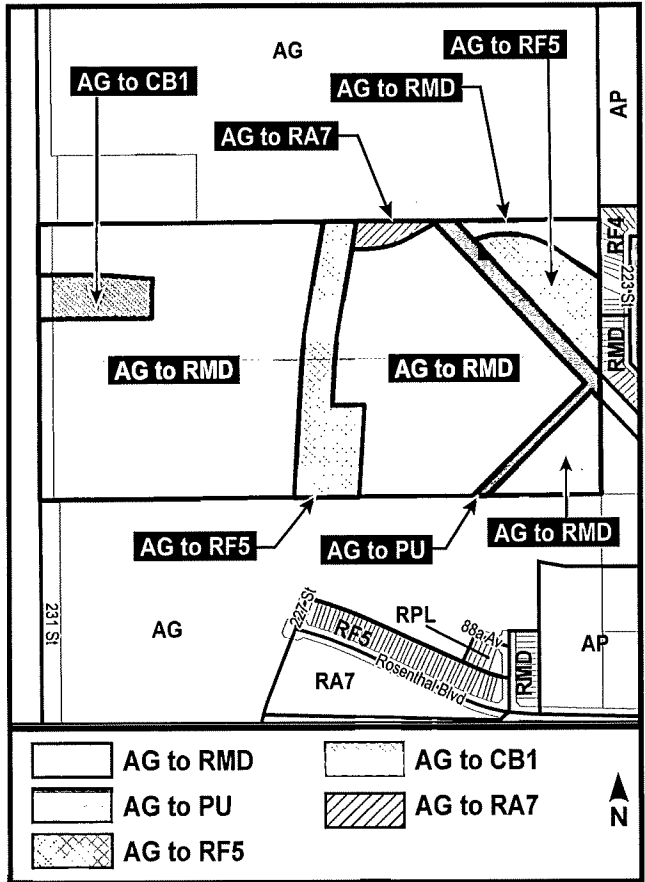 AG
AG to RF5
AG to CB1
AG to RMD
AP
AG to RA7
RF4
223 St
RMD
AG to RMD
AG to RMD
AG to RF5
AG to PU
AG to RMD
231 St
AG
227 St
RF5
RPL
88a Av
Rosenthal Blvd
RA7
RMD
AP
AG to RMD
AG to CB1
AG to PU
AG to RA7
AG to RF5
N